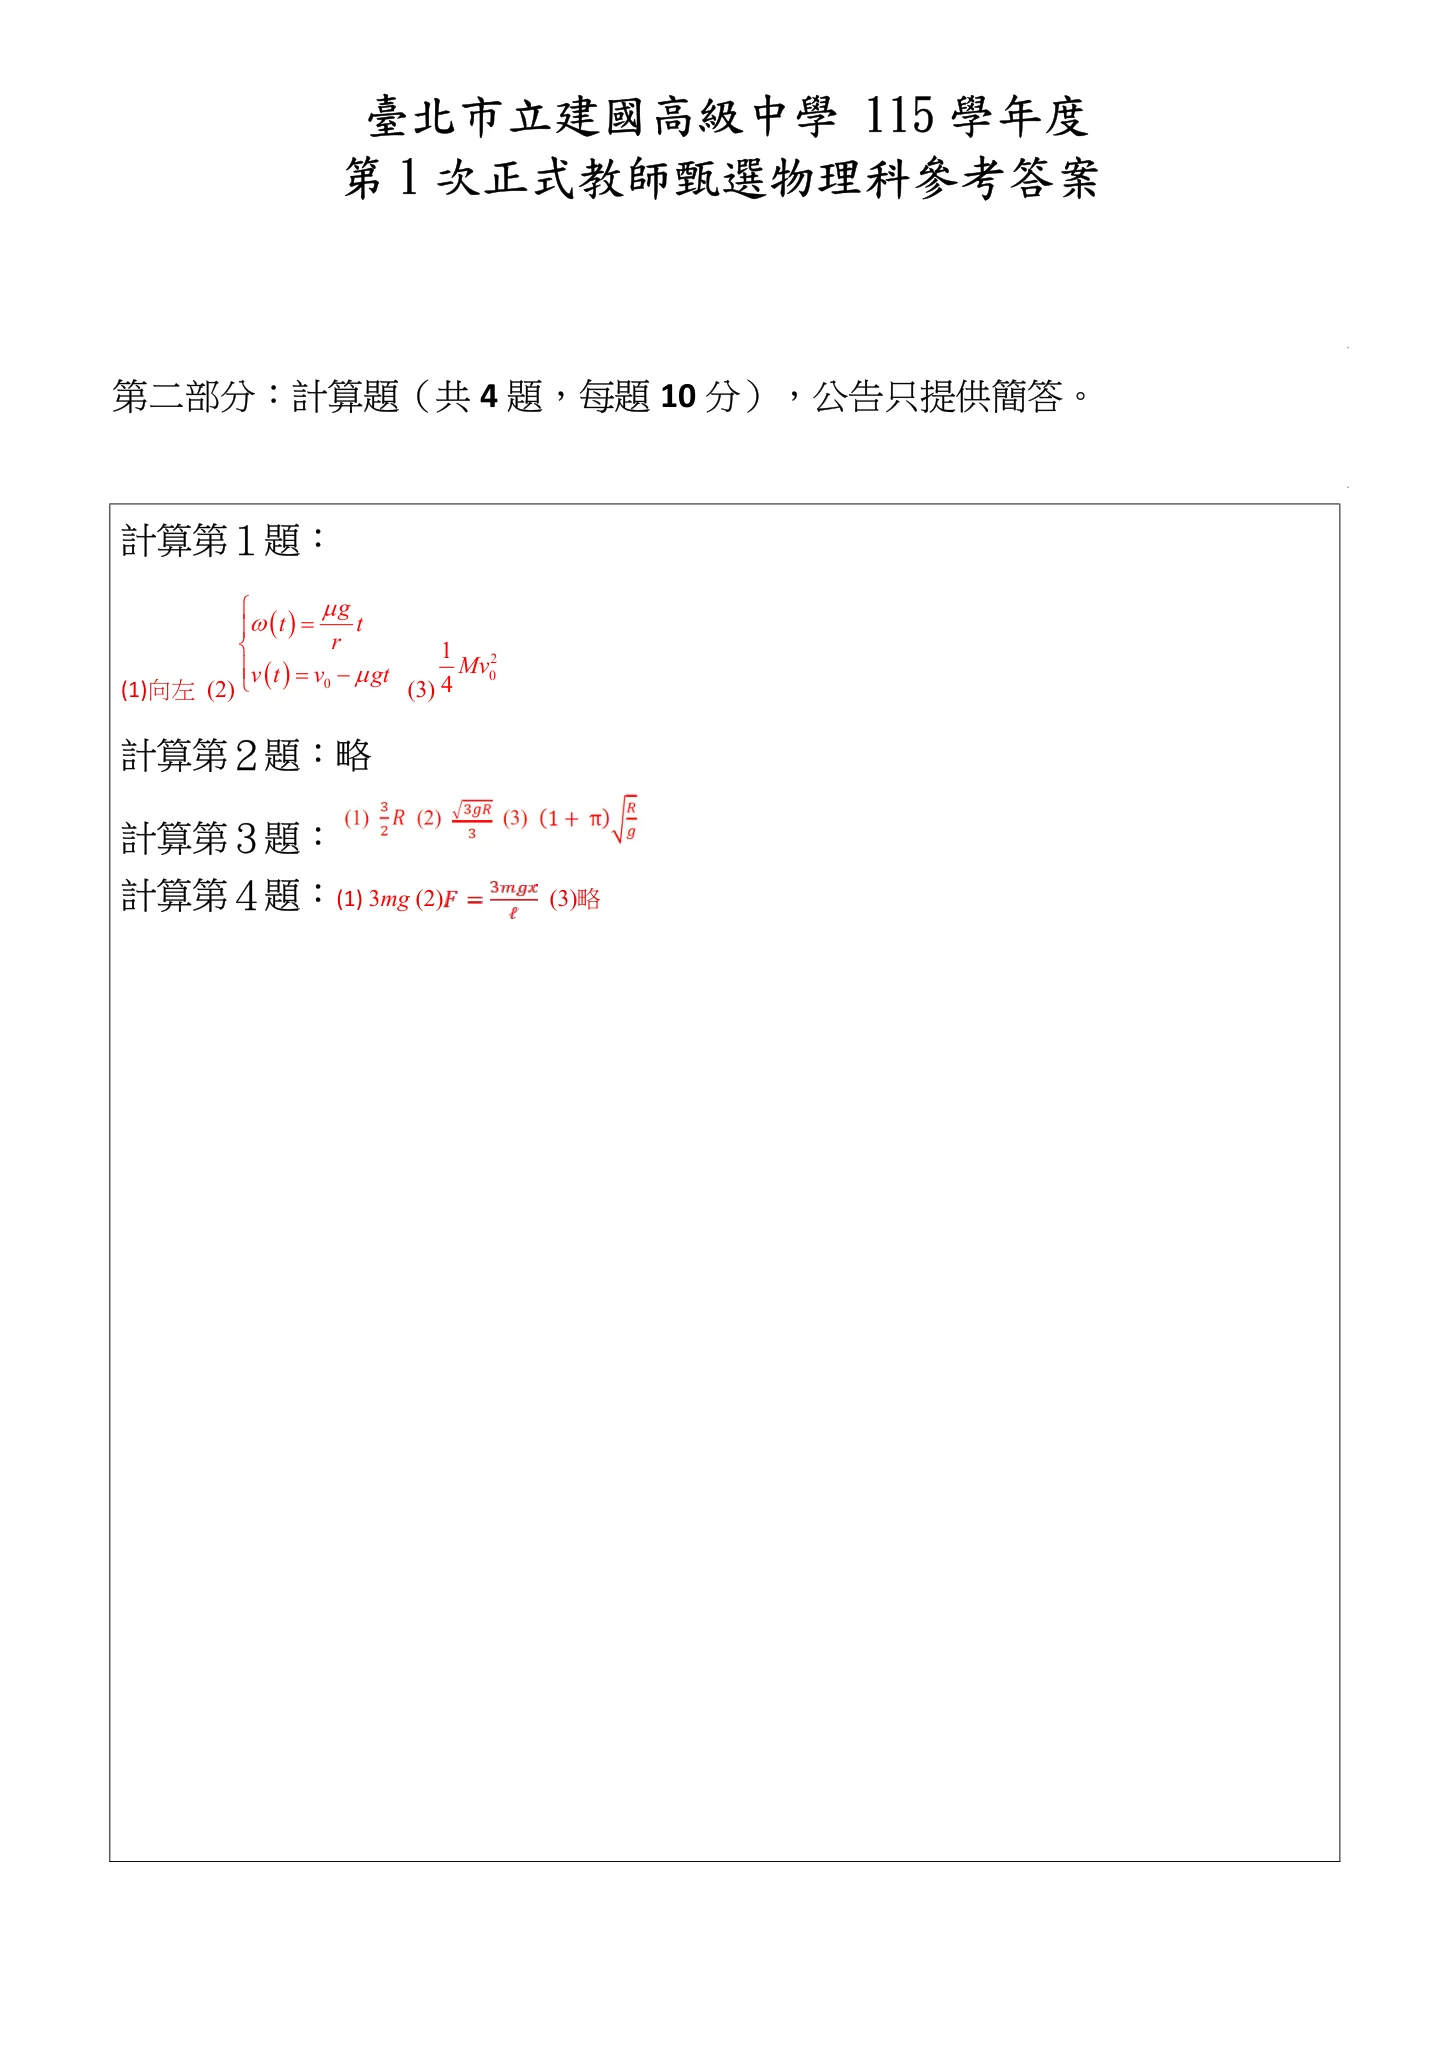 臺北市立建國高級中學 115 學年度
第 1 次正式教師甄選物理科參考答案
第二部分：計算題（共 4 題，每題 10 分），公告只提供簡答。
計算第１題：
(1)向左 (2) { ω(t) = μg/r t
v(t) = v₀ − μgt (3) 1/4 Mv₀²
計算第２題：略
計算第３題： (1) 3/2 R (2) √3gR/3 (3) (1 + π)√(R/g)
計算第４題：(1) 3mg (2)F = 3mgx/ℓ (3)略